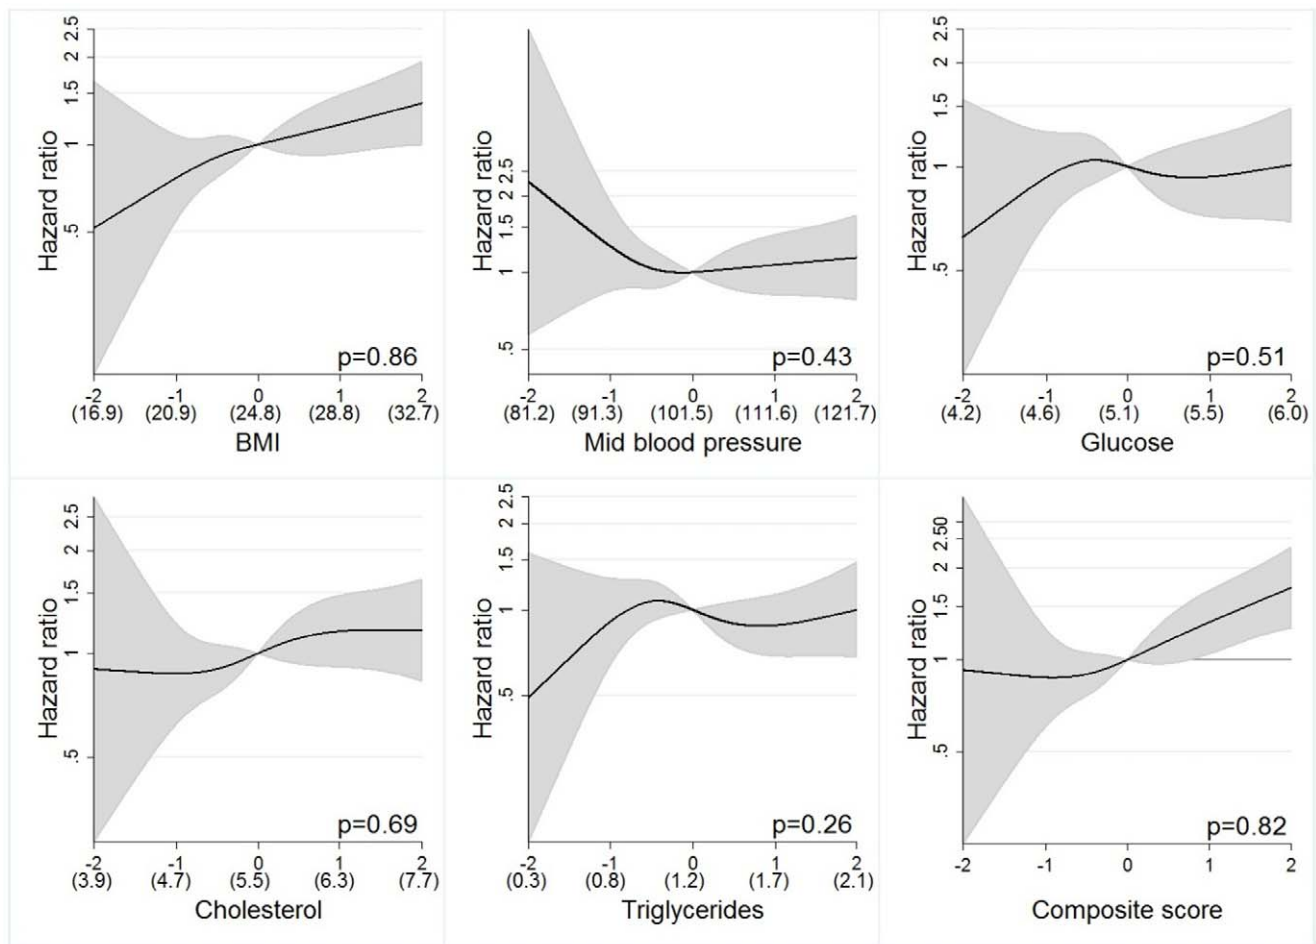 Hazard ratio
2.5
2
1.5
1
.5
p=0.86
-2 -1 0 1 2
(16.9) (20.9) (24.8) (28.8) (32.7)
BMI
Hazard ratio
2.5
2
1.5
1
.5
p=0.43
-2 -1 0 1 2
(81.2) (91.3) (101.5) (111.6) (121.7)
Mid blood pressure
Hazard ratio
2.5
2
1.5
1
.5
p=0.51
-2 -1 0 1 2
(4.2) (4.6) (5.1) (5.5) (6.0)
Glucose
Hazard ratio
2.5
2
1.5
1
.5
p=0.69
-2 -1 0 1 2
(3.9) (4.7) (5.5) (6.3) (7.7)
Cholesterol
Hazard ratio
2.5
2
1.5
1
.5
p=0.26
-2 -1 0 1 2
(0.3) (0.8) (1.2) (1.7) (2.1)
Triglycerides
Hazard ratio
2.50
2
1.5
1
.5
p=0.82
-2 -1 0 1 2
Composite score